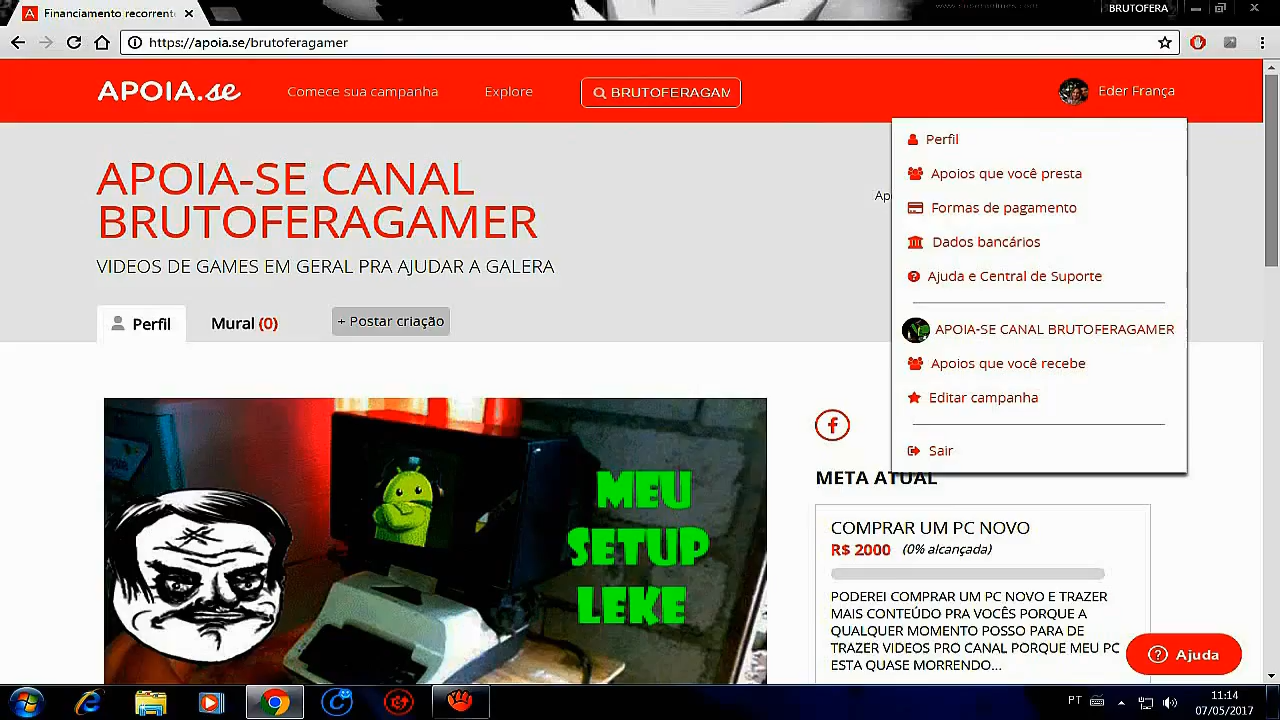 Financiamento recorrent
BRUTOFERA
https://apoia.se/brutoferagamer
APOIA.se
Comece sua campanha
Explore
BRUTOFERAGAM
Eder França
Perfil
Apoios que você presta
Formas de pagamento
Dados bancários
Ajuda e Central de Suporte
APOIA-SE CANAL BRUTOFERAGAMER
Apoios que você recebe
Editar campanha
Sair
APOIA-SE CANAL
BRUTOFERAGAMER
Ap
VIDEOS DE GAMES EM GERAL PRA AJUDAR A GALERA
Perfil
Mural (0)
+ Postar criação
MEU
SETUP
LEKE
META ATUAL
COMPRAR UM PC NOVO
R$ 2000 (0% alcançada)
PODEREI COMPRAR UM PC NOVO E TRAZER
MAIS CONTEÚDO PRA VOCÊS PORQUE A
QUALQUER MOMENTO POSSO PARA DE
TRAZER VIDEOS PRO CANAL PORQUE MEU PC
ESTA QUASE MORRENDO...
Ajuda
PT
11:14
07/05/2017